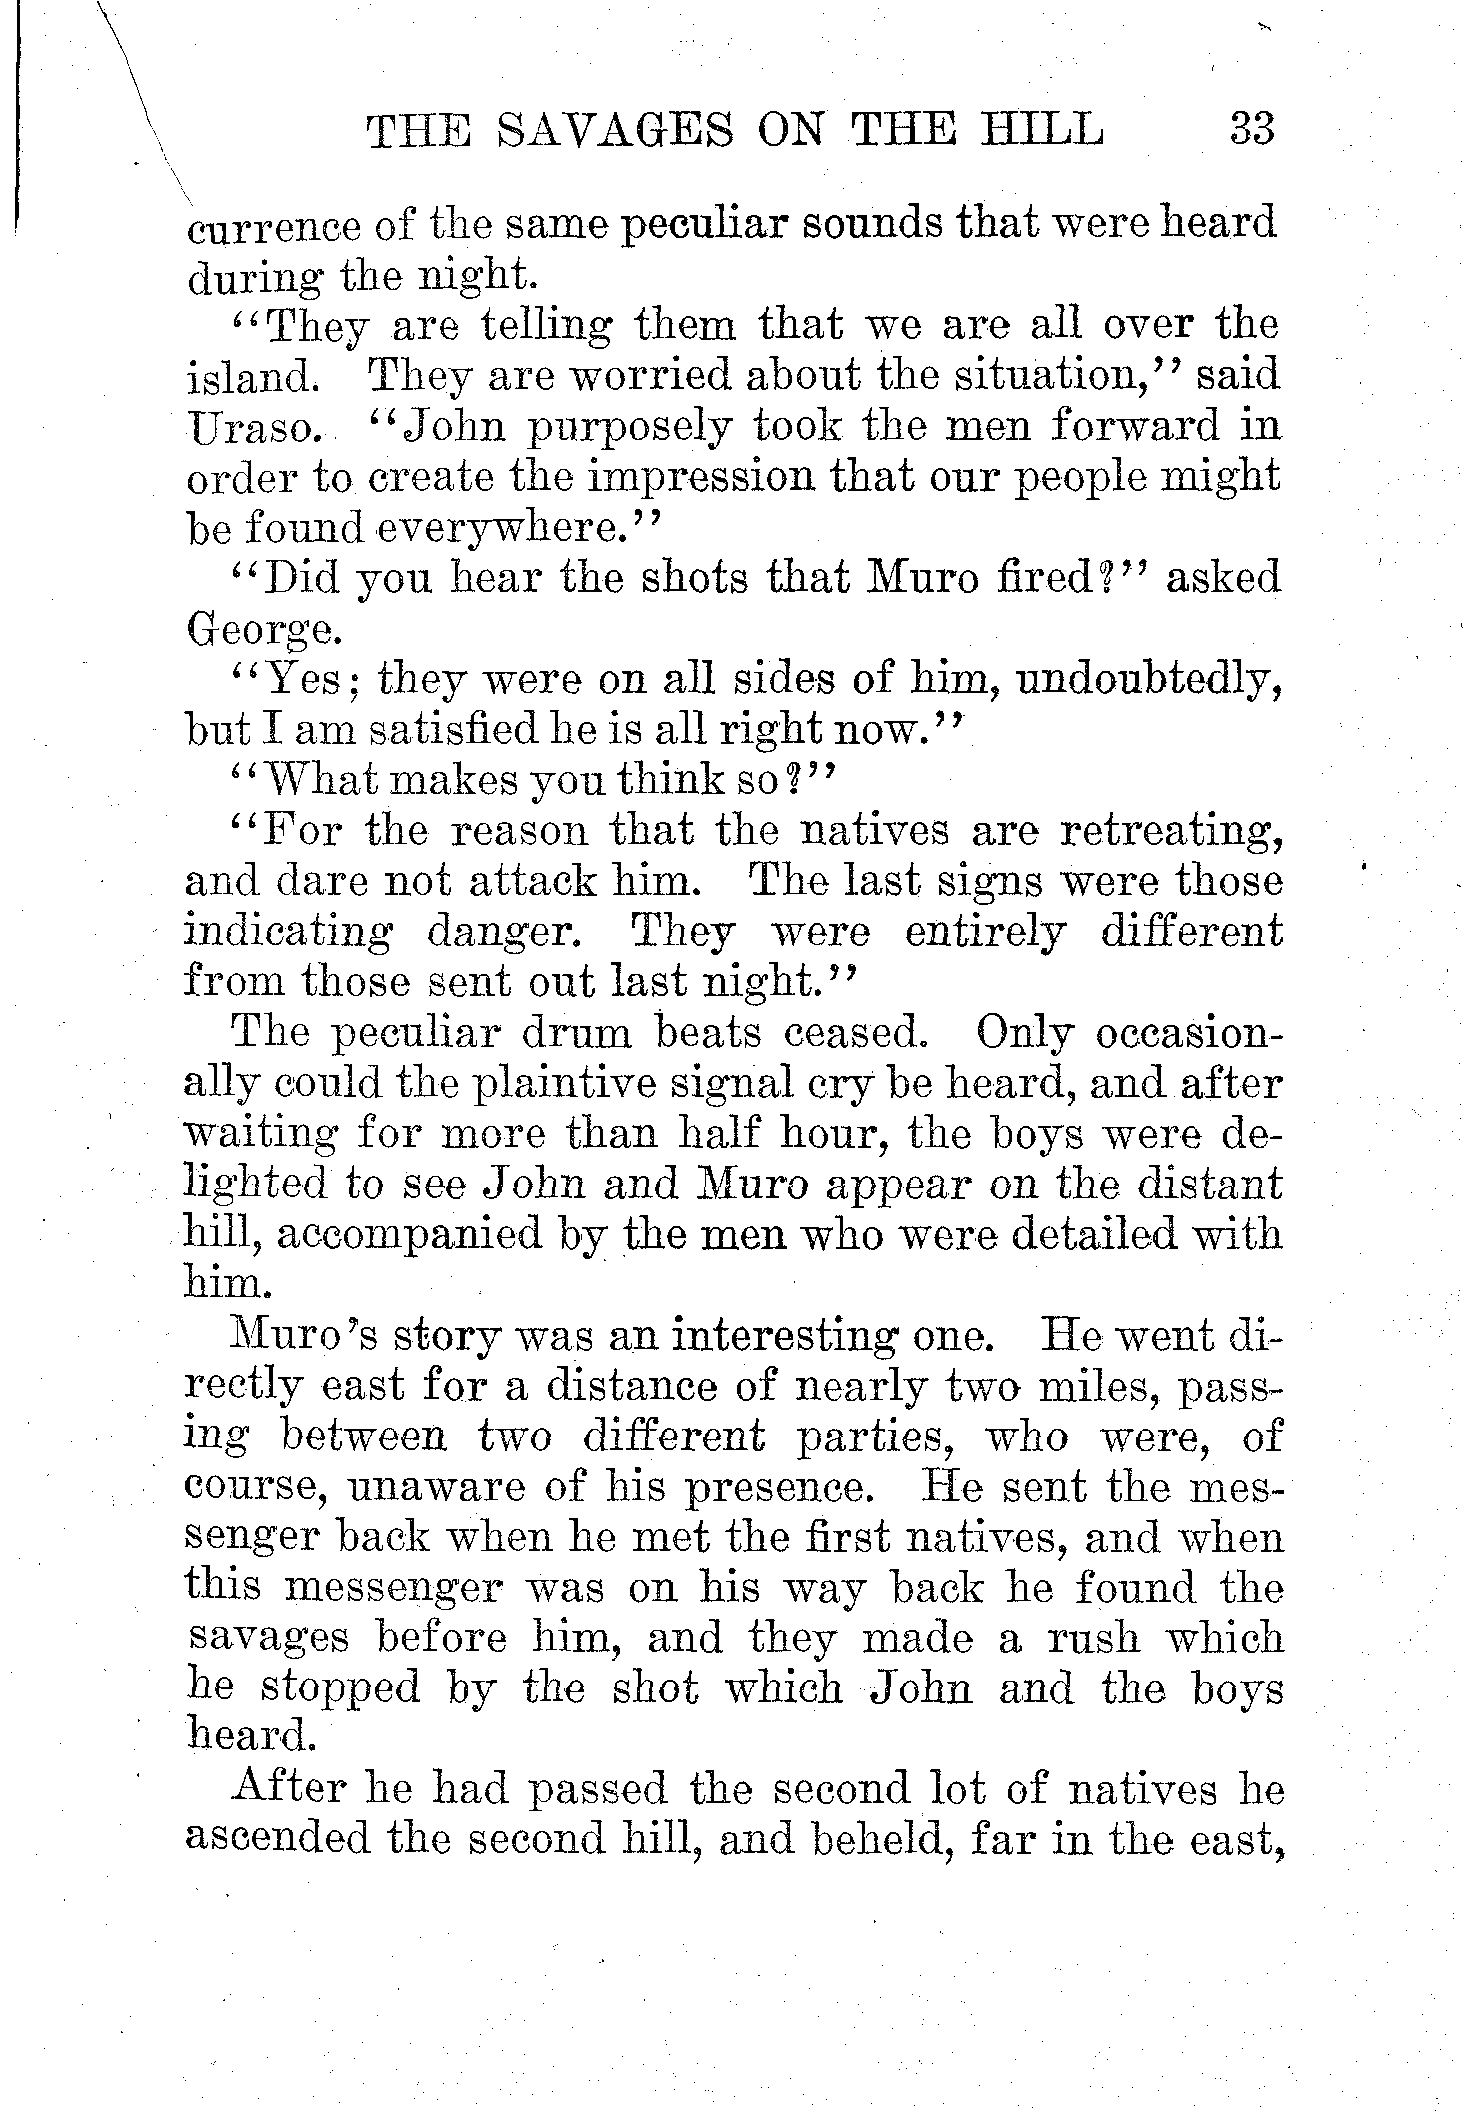 THE SAVAGES ON THE HILL 33
currence of the same peculiar sounds that were heard
during the night.
"They are telling them that we are all over the
island. They are worried about the situation," said
Uraso. "John purposely took the men forward in
order to create the impression that our people might
be found everywhere."
"Did you hear the shots that Muro fired?" asked
George.
"Yes; they were on all sides of him, undoubtedly,
but I am satisfied he is all right now."
"What makes you think so?"
"For the reason that the natives are retreating,
and dare not attack him. The last signs were those
indicating danger. They were entirely different
from those sent out last night."
The peculiar drum beats ceased. Only occasion-
ally could the plaintive signal cry be heard, and after
waiting for more than half hour, the boys were de-
lighted to see John and Muro appear on the distant
hill, accompanied by the men who were detailed with
him.
Muro's story was an interesting one. He went di-
rectly east for a distance of nearly two miles, pass-
ing between two different parties, who were, of
course, unaware of his presence. He sent the mes-
senger back when he met the first natives, and when
this messenger was on his way back he found the
savages before him, and they made a rush which
he stopped by the shot which John and the boys
heard.
After he had passed the second lot of natives he
ascended the second hill, and beheld, far in the east,